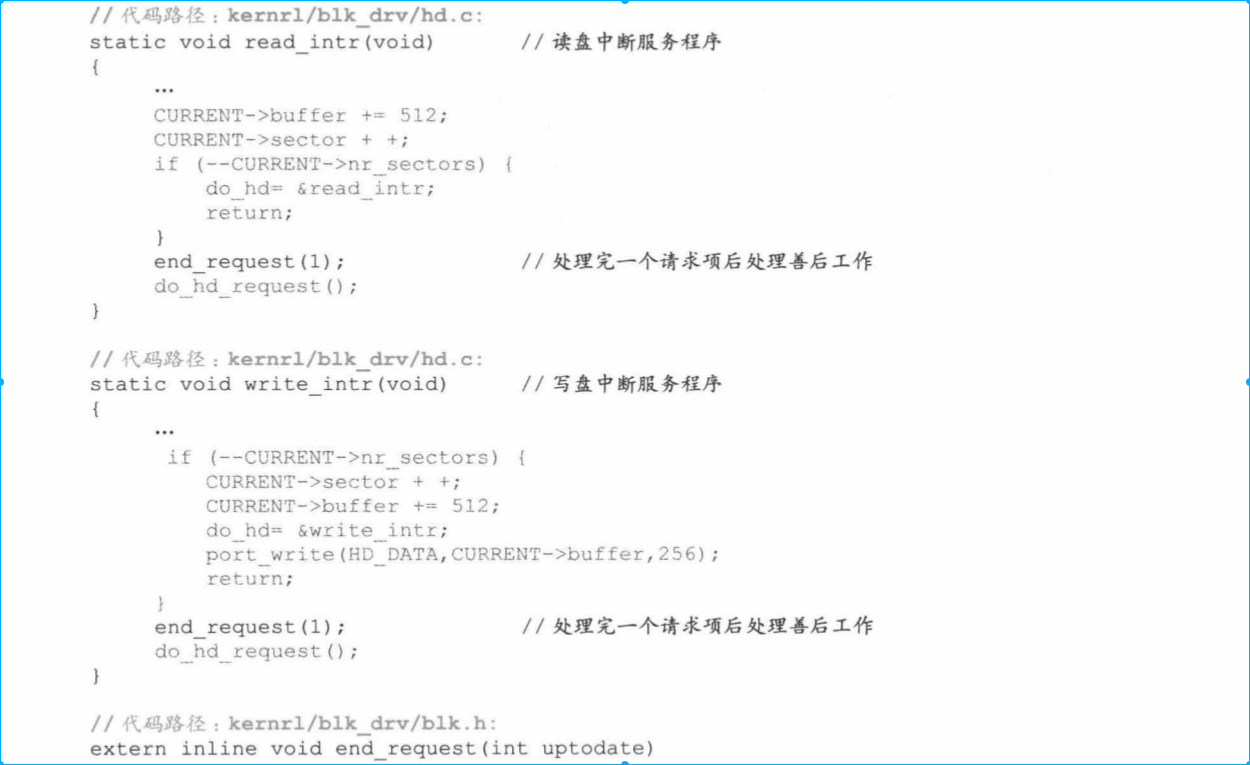 // 代码路径：kernrl/blk_drv/hd.c:
static void read_intr(void) // 读盘中断服务程序
{
…
CURRENT->buffer += 512;
CURRENT->sector + +;
if (--CURRENT->nr_sectors) {
do_hd= &read_intr;
return;
}
end_request(1); // 处理完一个请求项后处理善后工作
do_hd_request();
}
// 代码路径：kernrl/blk_drv/hd.c:
static void write_intr(void) // 写盘中断服务程序
{
…
if (--CURRENT->nr_sectors) {
CURRENT->sector + +;
CURRENT->buffer += 512;
do_hd= &write_intr;
port_write(HD_DATA,CURRENT->buffer,256);
return;
}
end_request(1); // 处理完一个请求项后处理善后工作
do_hd_request();
}
// 代码路径：kernrl/blk_drv/blk.h:
extern inline void end_request(int uptodate)